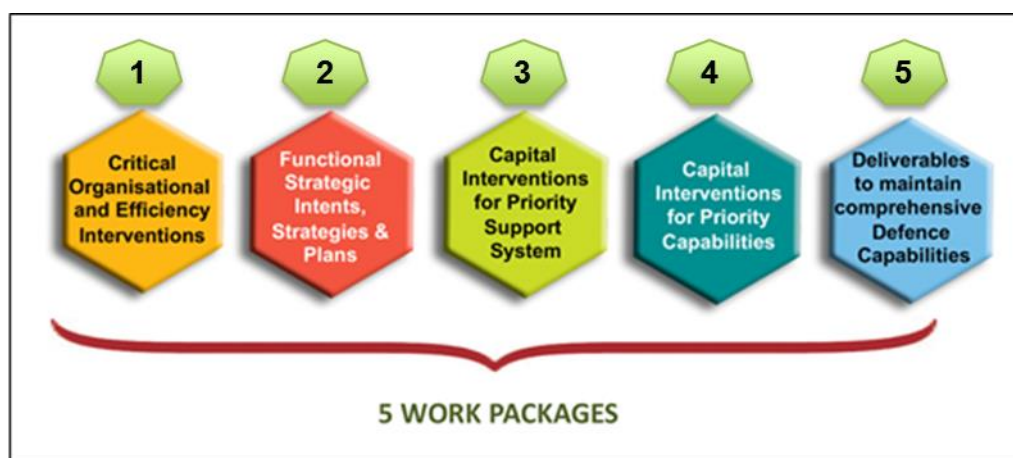 1
2
3
4
5
Critical
Organisational
and Efficiency
Interventions
Functional
Strategic
Intents,
Strategies &
Plans
Capital
Interventions
for Priority
Support
System
Capital
Interventions
for Priority
Capabilities
Deliverables
to maintain
comprehensive
Defence
Capabilities
5 WORK PACKAGES